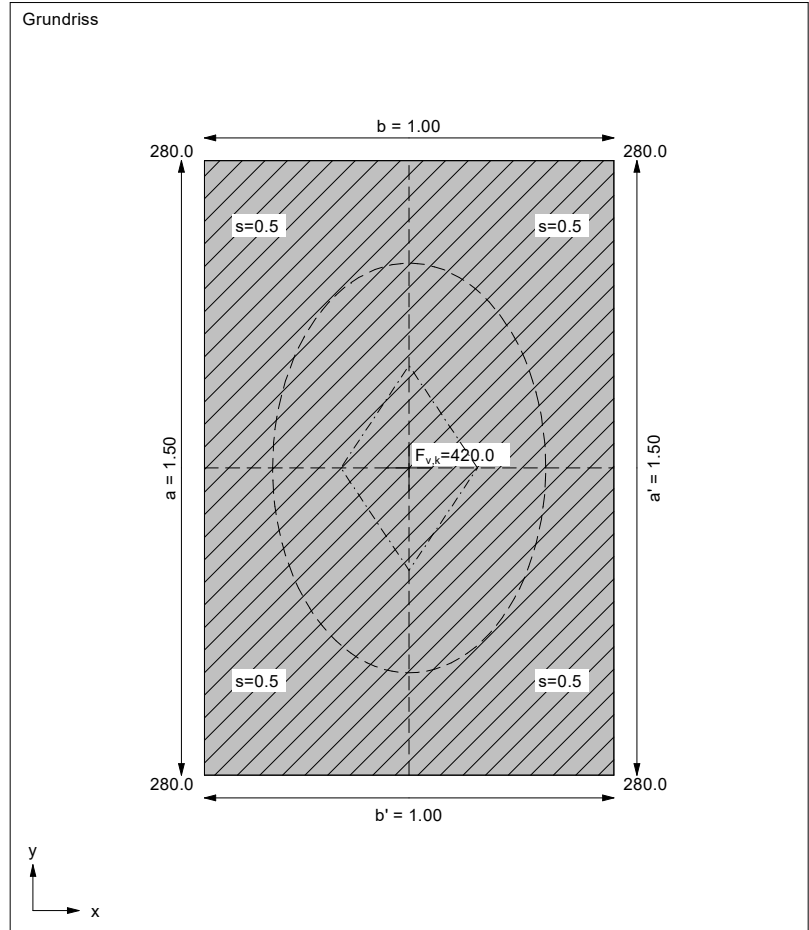 Grundriss
b = 1.00
280.0
280.0
s=0.5
s=0.5
a = 1.50
Fv,k=420.0
a' = 1.50
s=0.5
s=0.5
280.0
280.0
b' = 1.00
y
x